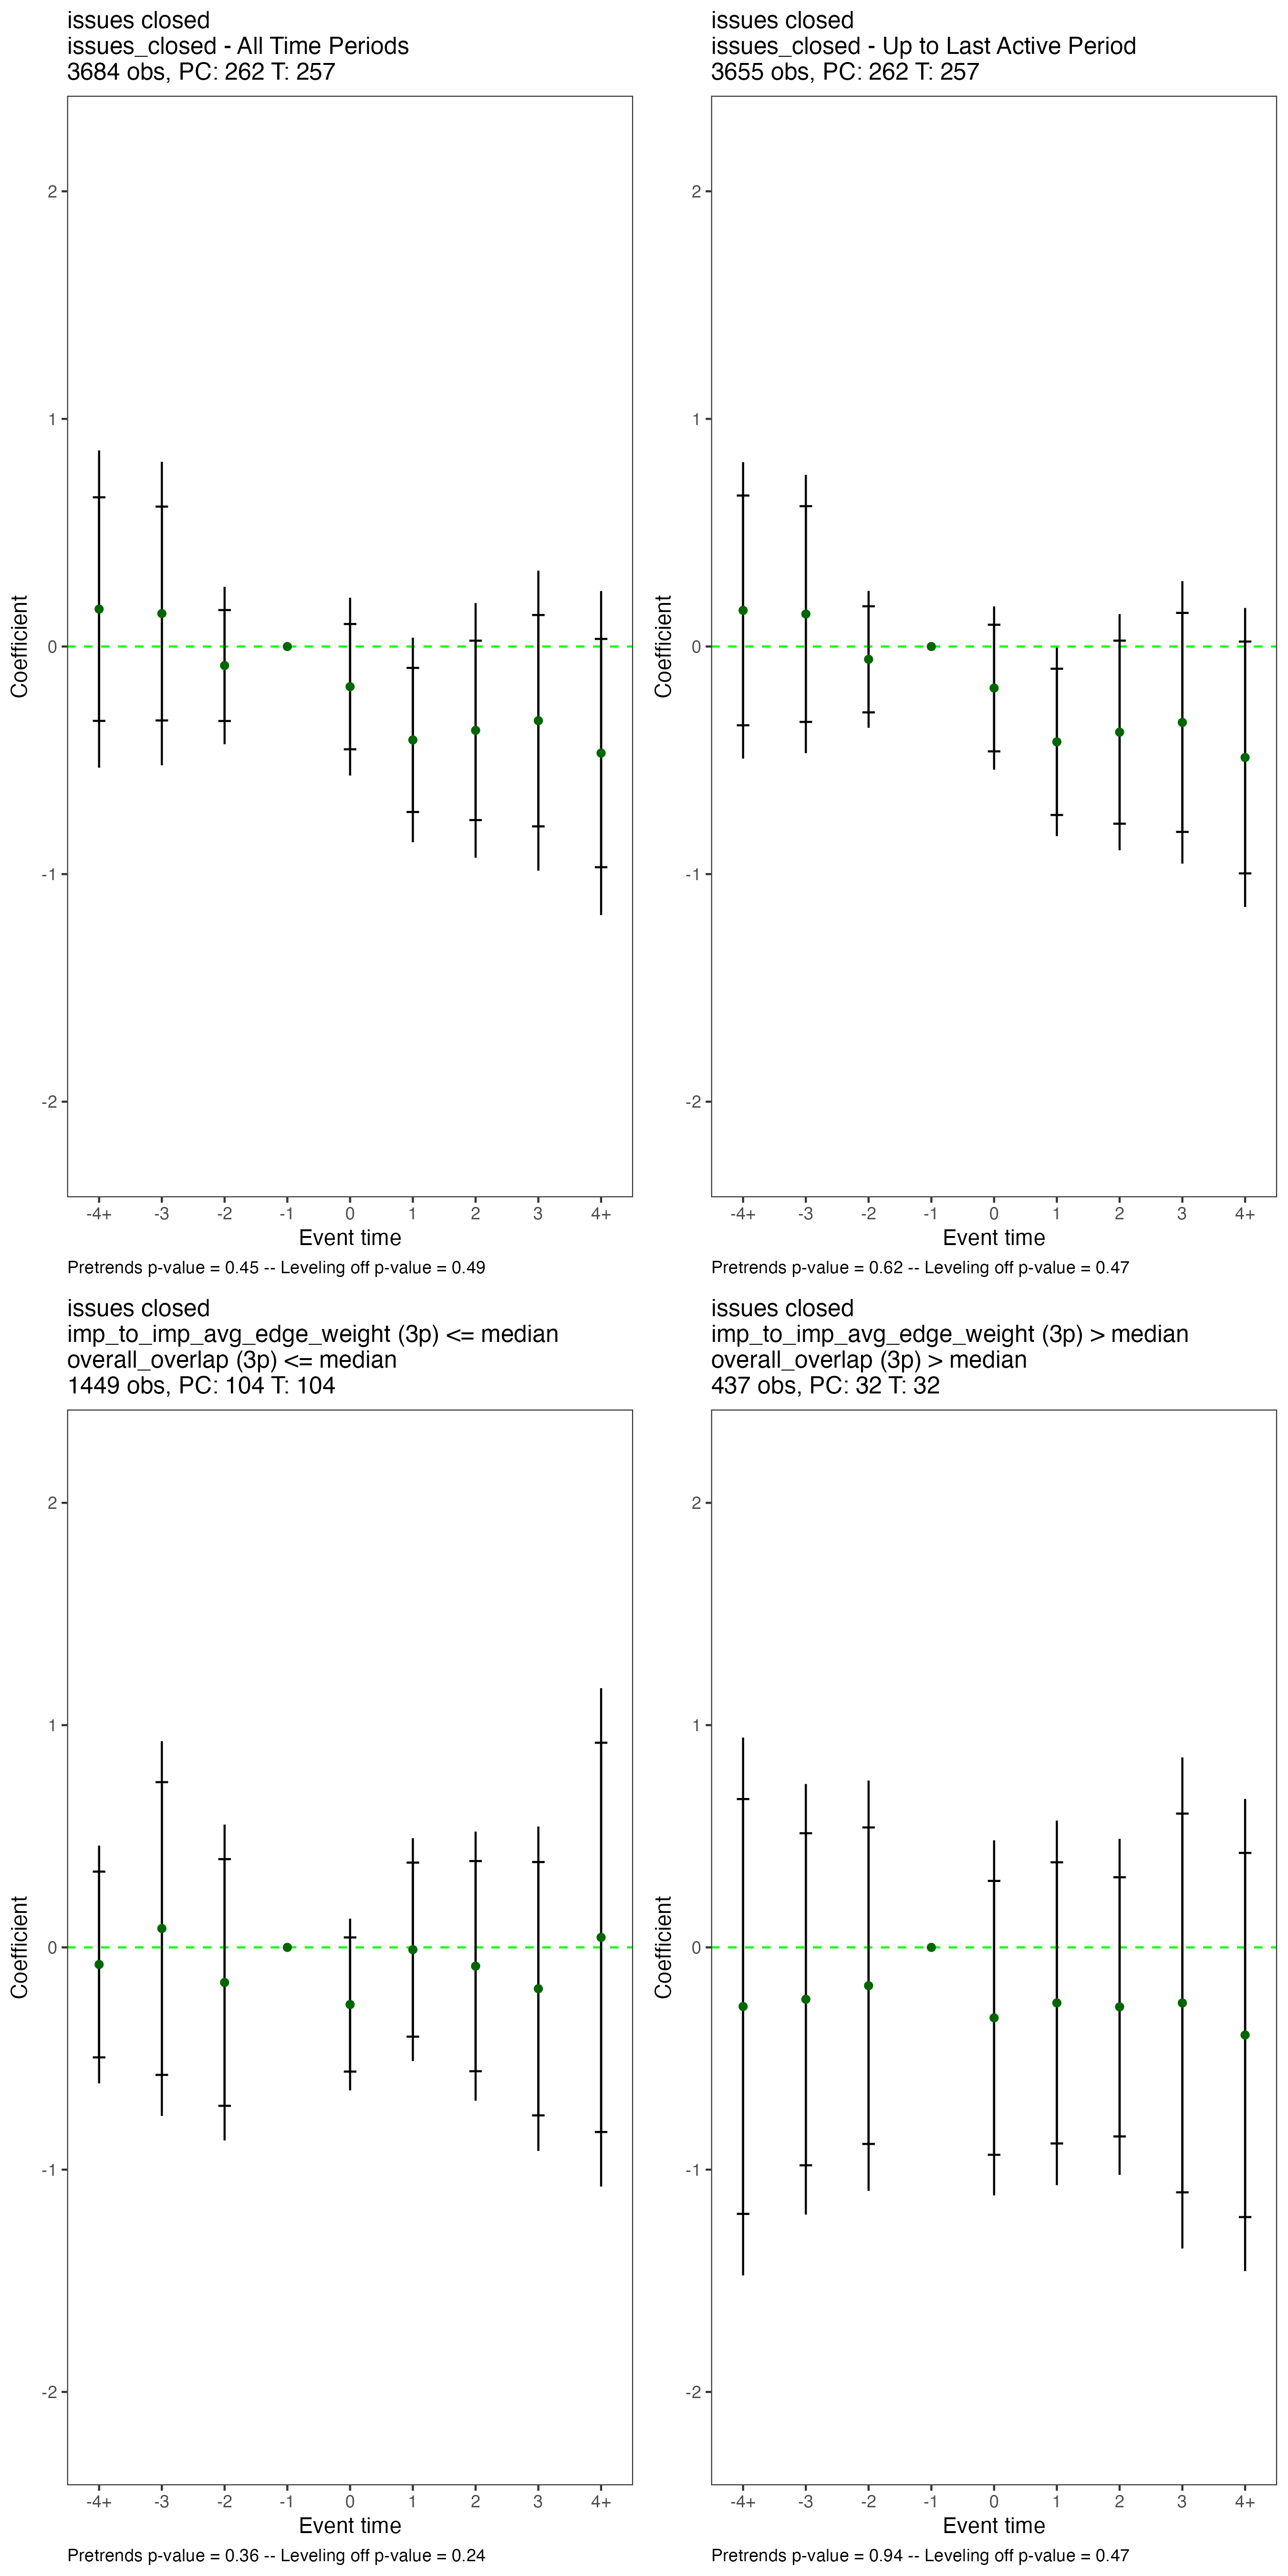 issues closed
issues_closed - All Time Periods
3684 obs, PC: 262 T: 257
2
1
0
-1
-2
Coefficient
-4+ -3 -2 -1 0 1 2 3 4+
Event time
Pretrends p-value = 0.45 -- Leveling off p-value = 0.49
issues closed
issues_closed - Up to Last Active Period
3655 obs, PC: 262 T: 257
2
1
0
-1
-2
Coefficient
-4+ -3 -2 -1 0 1 2 3 4+
Event time
Pretrends p-value = 0.62 -- Leveling off p-value = 0.47
issues closed
imp_to_imp_avg_edge_weight (3p) <= median
overall_overlap (3p) <= median
1449 obs, PC: 104 T: 104
2
1
0
-1
-2
Coefficient
-4+ -3 -2 -1 0 1 2 3 4+
Event time
Pretrends p-value = 0.36 -- Leveling off p-value = 0.24
issues closed
imp_to_imp_avg_edge_weight (3p) > median
overall_overlap (3p) > median
437 obs, PC: 32 T: 32
2
1
0
-1
-2
Coefficient
-4+ -3 -2 -1 0 1 2 3 4+
Event time
Pretrends p-value = 0.94 -- Leveling off p-value = 0.47